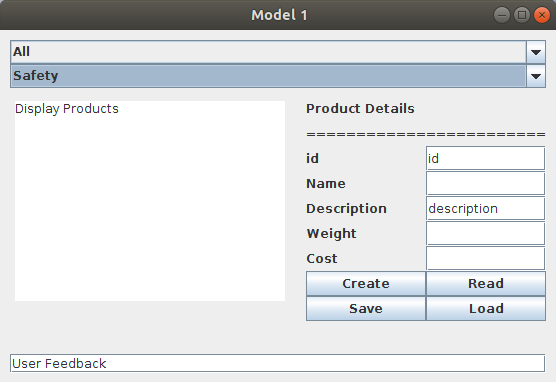 Model 1
All
Safety
Display Products
Product Details
========================
id id
Name
Description description
Weight
Cost
Create Read
Save Load
User Feedback